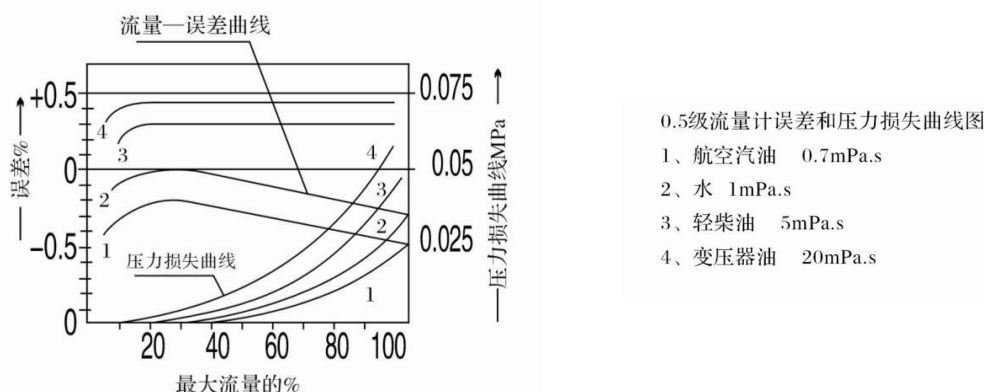 流量—误差曲线
+0.5
0
−0.5
0
误差%
4
3
2
1
4
3
2
1
0.075
0.05
0.025
压力损失曲线MPa
压力损失曲线
20
40
60
80
100
最大流量的%
0.5级流量计误差和压力损失曲线图
1、航空汽油 0.7mPa.s
2、水 1mPa.s
3、轻柴油 5mPa.s
4、变压器油 20mPa.s